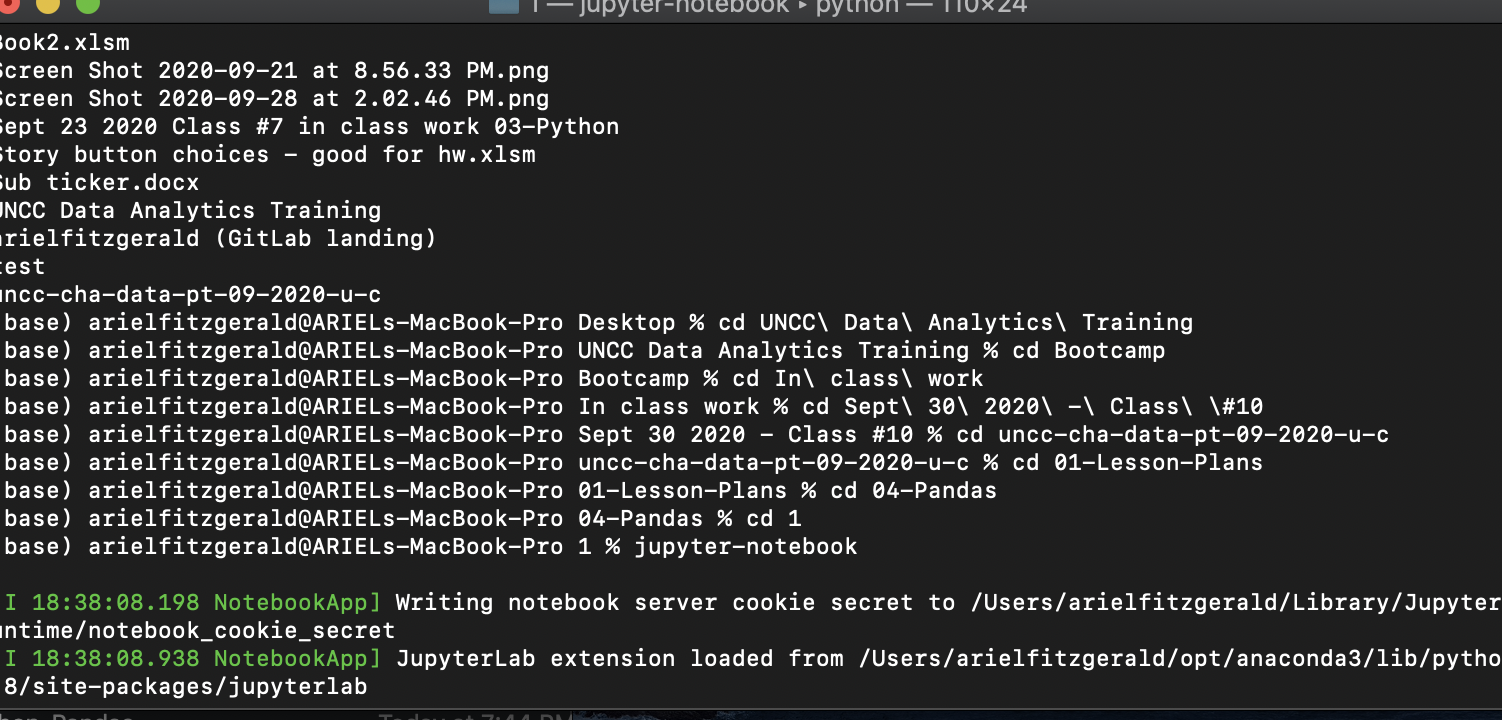 1 — jupyter-notebook ▸ python — 110×24
Book2.xlsm
Screen Shot 2020-09-21 at 8.56.33 PM.png
Screen Shot 2020-09-28 at 2.02.46 PM.png
Sept 23 2020 Class #7 in class work 03-Python
Story button choices - good for hw.xlsm
Sub ticker.docx
UNCC Data Analytics Training
arielfitzgerald (GitLab landing)
test
uncc-cha-data-pt-09-2020-u-c
base) arielfitzgerald@ARIELs-MacBook-Pro Desktop % cd UNCC\ Data\ Analytics\ Training
base) arielfitzgerald@ARIELs-MacBook-Pro UNCC Data Analytics Training % cd Bootcamp
base) arielfitzgerald@ARIELs-MacBook-Pro Bootcamp % cd In\ class\ work
base) arielfitzgerald@ARIELs-MacBook-Pro In class work % cd Sept\ 30\ 2020\ -\ Class\ \#10
base) arielfitzgerald@ARIELs-MacBook-Pro Sept 30 2020 - Class #10 % cd uncc-cha-data-pt-09-2020-u-c
base) arielfitzgerald@ARIELs-MacBook-Pro uncc-cha-data-pt-09-2020-u-c % cd 01-Lesson-Plans
base) arielfitzgerald@ARIELs-MacBook-Pro 01-Lesson-Plans % cd 04-Pandas
base) arielfitzgerald@ARIELs-MacBook-Pro 04-Pandas % cd 1
base) arielfitzgerald@ARIELs-MacBook-Pro 1 % jupyter-notebook
I 18:38:08.198 NotebookApp] Writing notebook server cookie secret to /Users/arielfitzgerald/Library/Jupyter
untime/notebook_cookie_secret
I 18:38:08.938 NotebookApp] JupyterLab extension loaded from /Users/arielfitzgerald/opt/anaconda3/lib/pytho
8/site-packages/jupyterlab